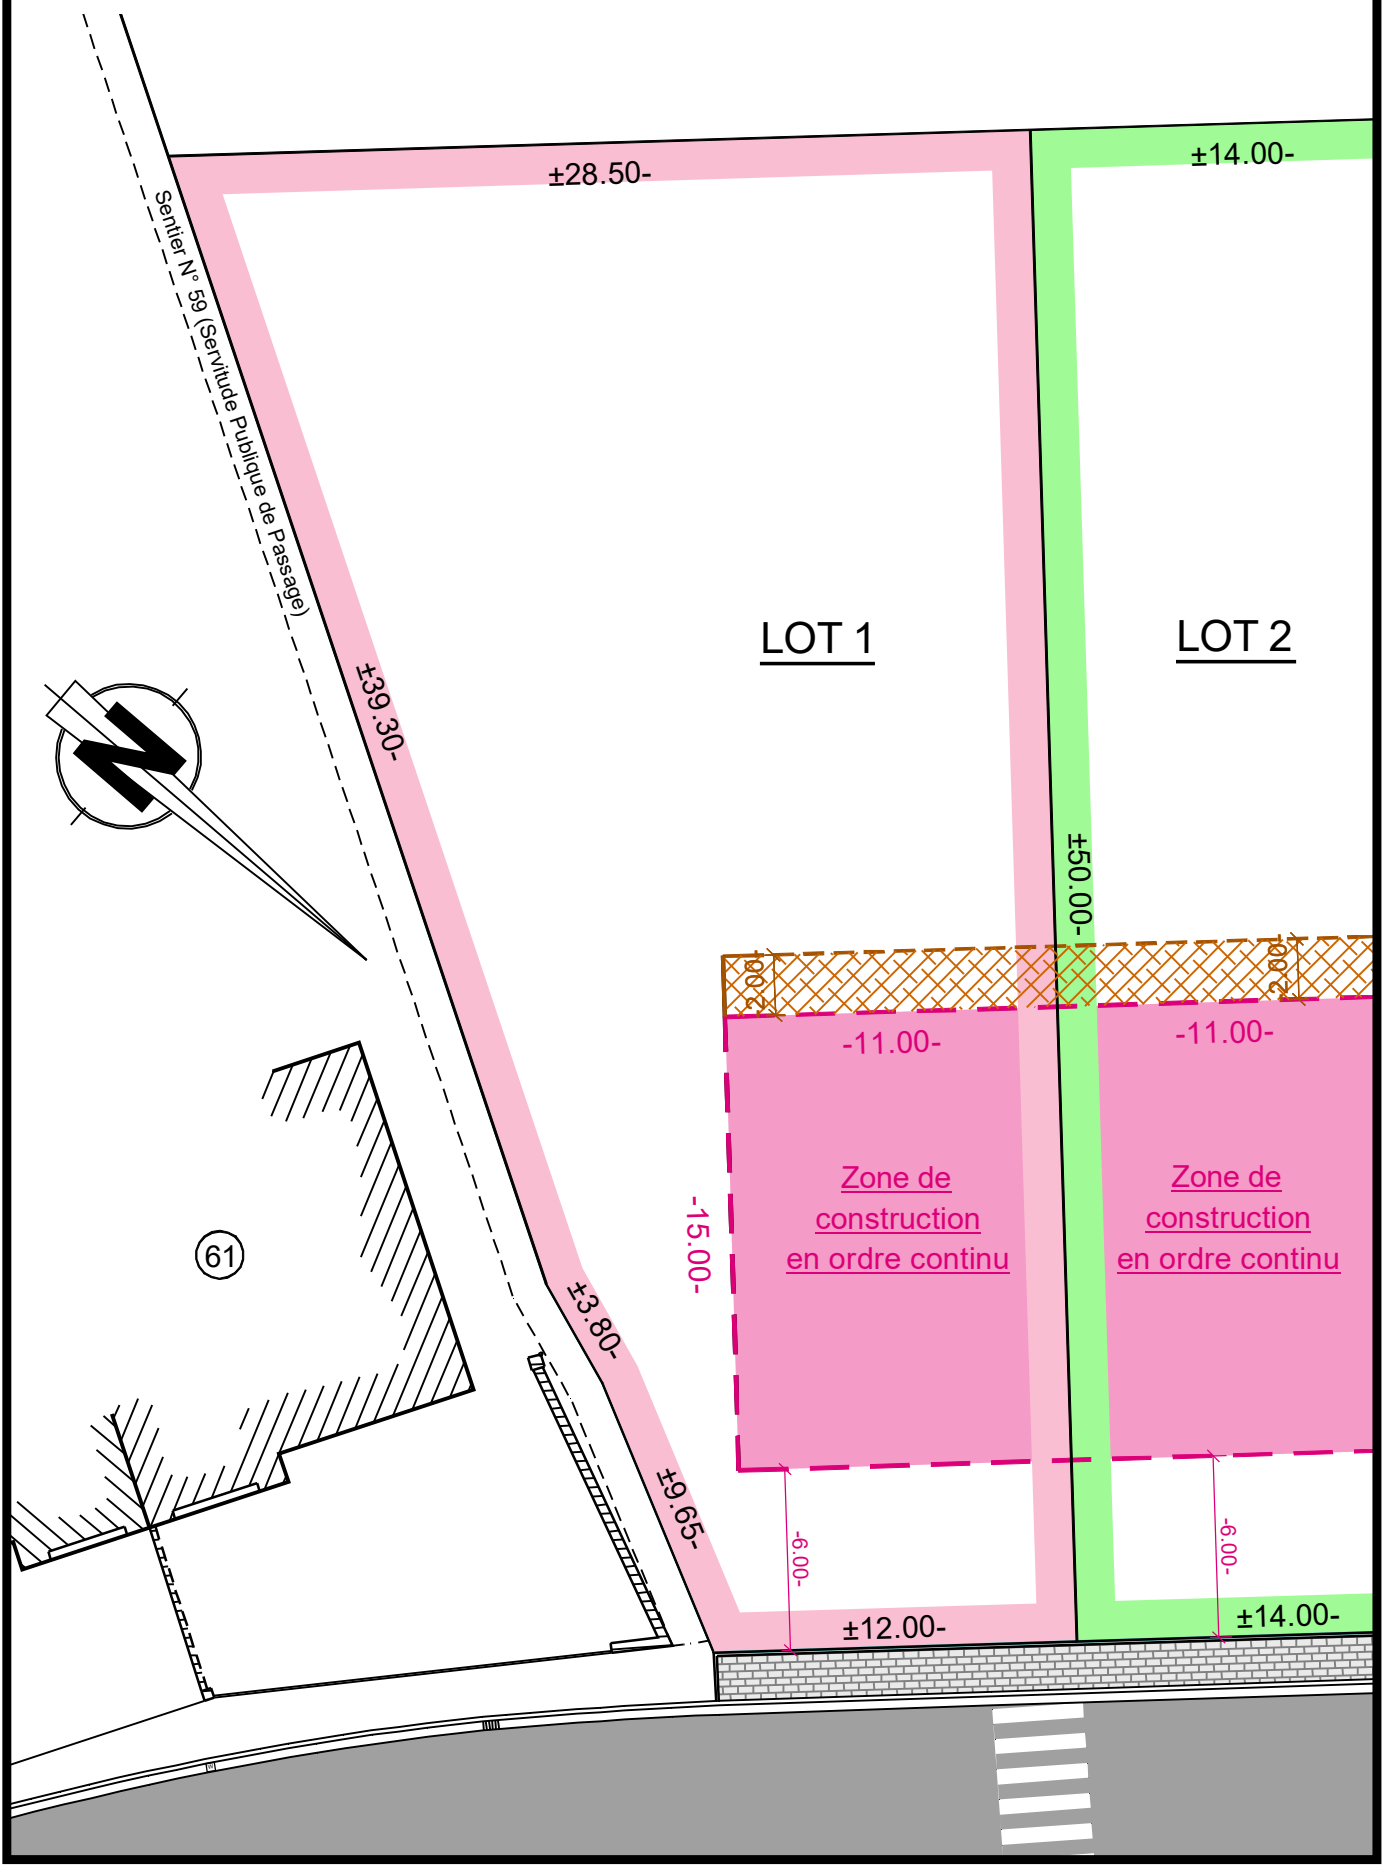 ±28.50-
±14.00-
Sentier N° 59 (Servitude Publique de Passage)
LOT 1
LOT 2
±39.30-
N
±50.00-
-2.00-
-2.00-
-11.00-
-11.00-
Zone de
construction
en ordre continu
Zone de
construction
en ordre continu
-15.00-
61
±3.80-
±9.65-
-6.00-
-6.00-
±12.00-
±14.00-